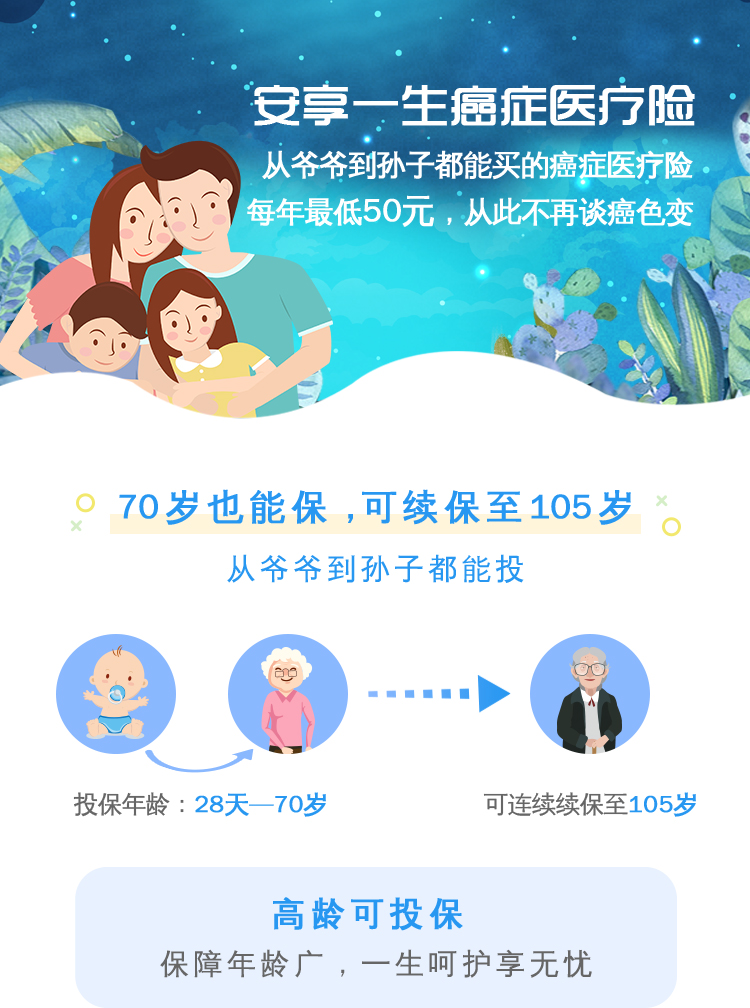 安享一生癌症医疗险
从爷爷到孙子都能买的癌症医疗险
每年最低50元，从此不再谈癌色变
70岁也能保，可续保至105岁
从爷爷到孙子都能投
投保年龄：28天—70岁
可连续续保至105岁
高龄可投保
保障年龄广，一生呵护享无忧